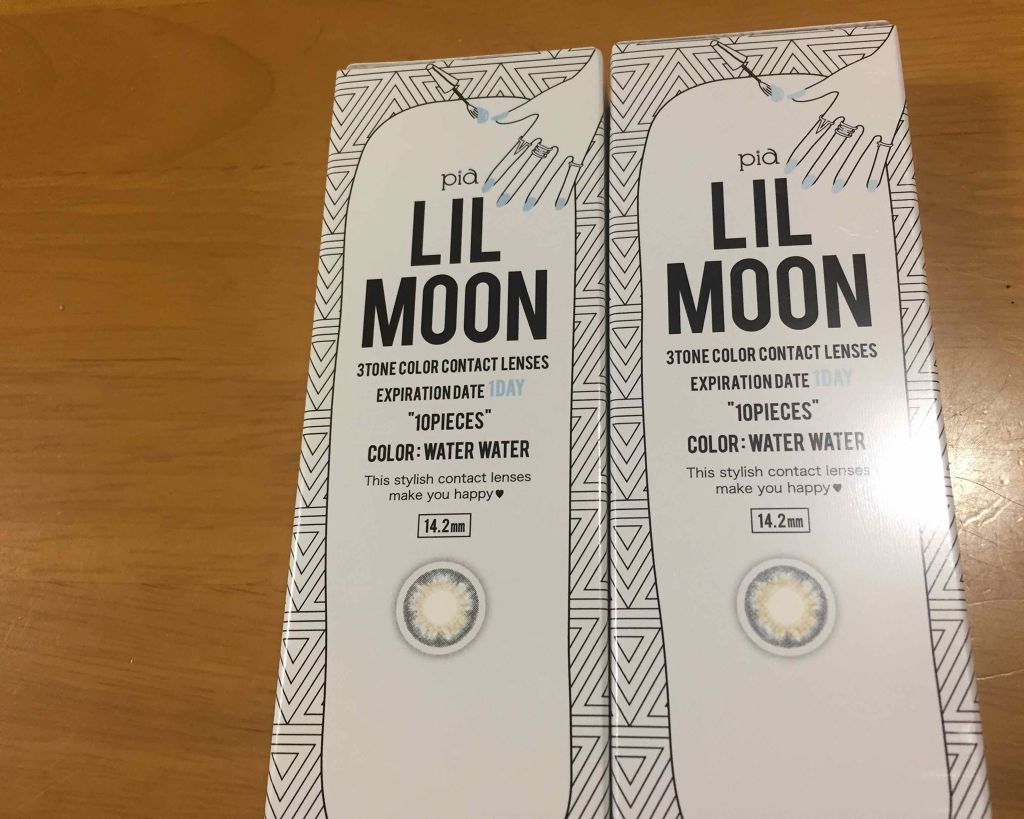 pià
LIL
MOON
3TONE COLOR CONTACT LENSES
EXPIRATION DATE 1DAY
"10PIECES"
COLOR: WATER WATER
This stylish contact lenses
make you happy♥
14.2mm
pià
LIL
MOON
3TONE COLOR CONTACT LENSES
EXPIRATION DATE 1DAY
"10PIECES"
COLOR: WATER WATER
This stylish contact lenses
make you happy♥
14.2mm